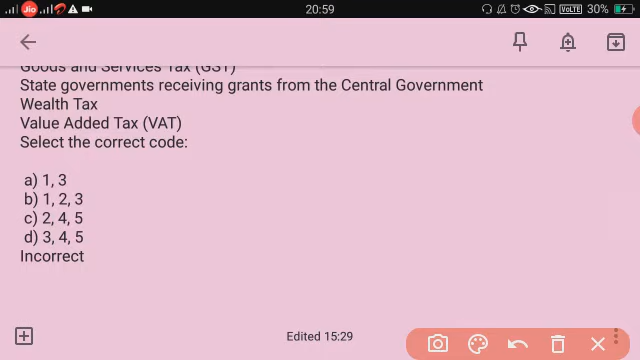 Jio
20:59
VoLTE
30%
Goods and Services Tax (GST)
State governments receiving grants from the Central Government
Wealth Tax
Value Added Tax (VAT)
Select the correct code:
a) 1, 3
b) 1, 2, 3
c) 2, 4, 5
d) 3, 4, 5
Incorrect
Edited 15:29